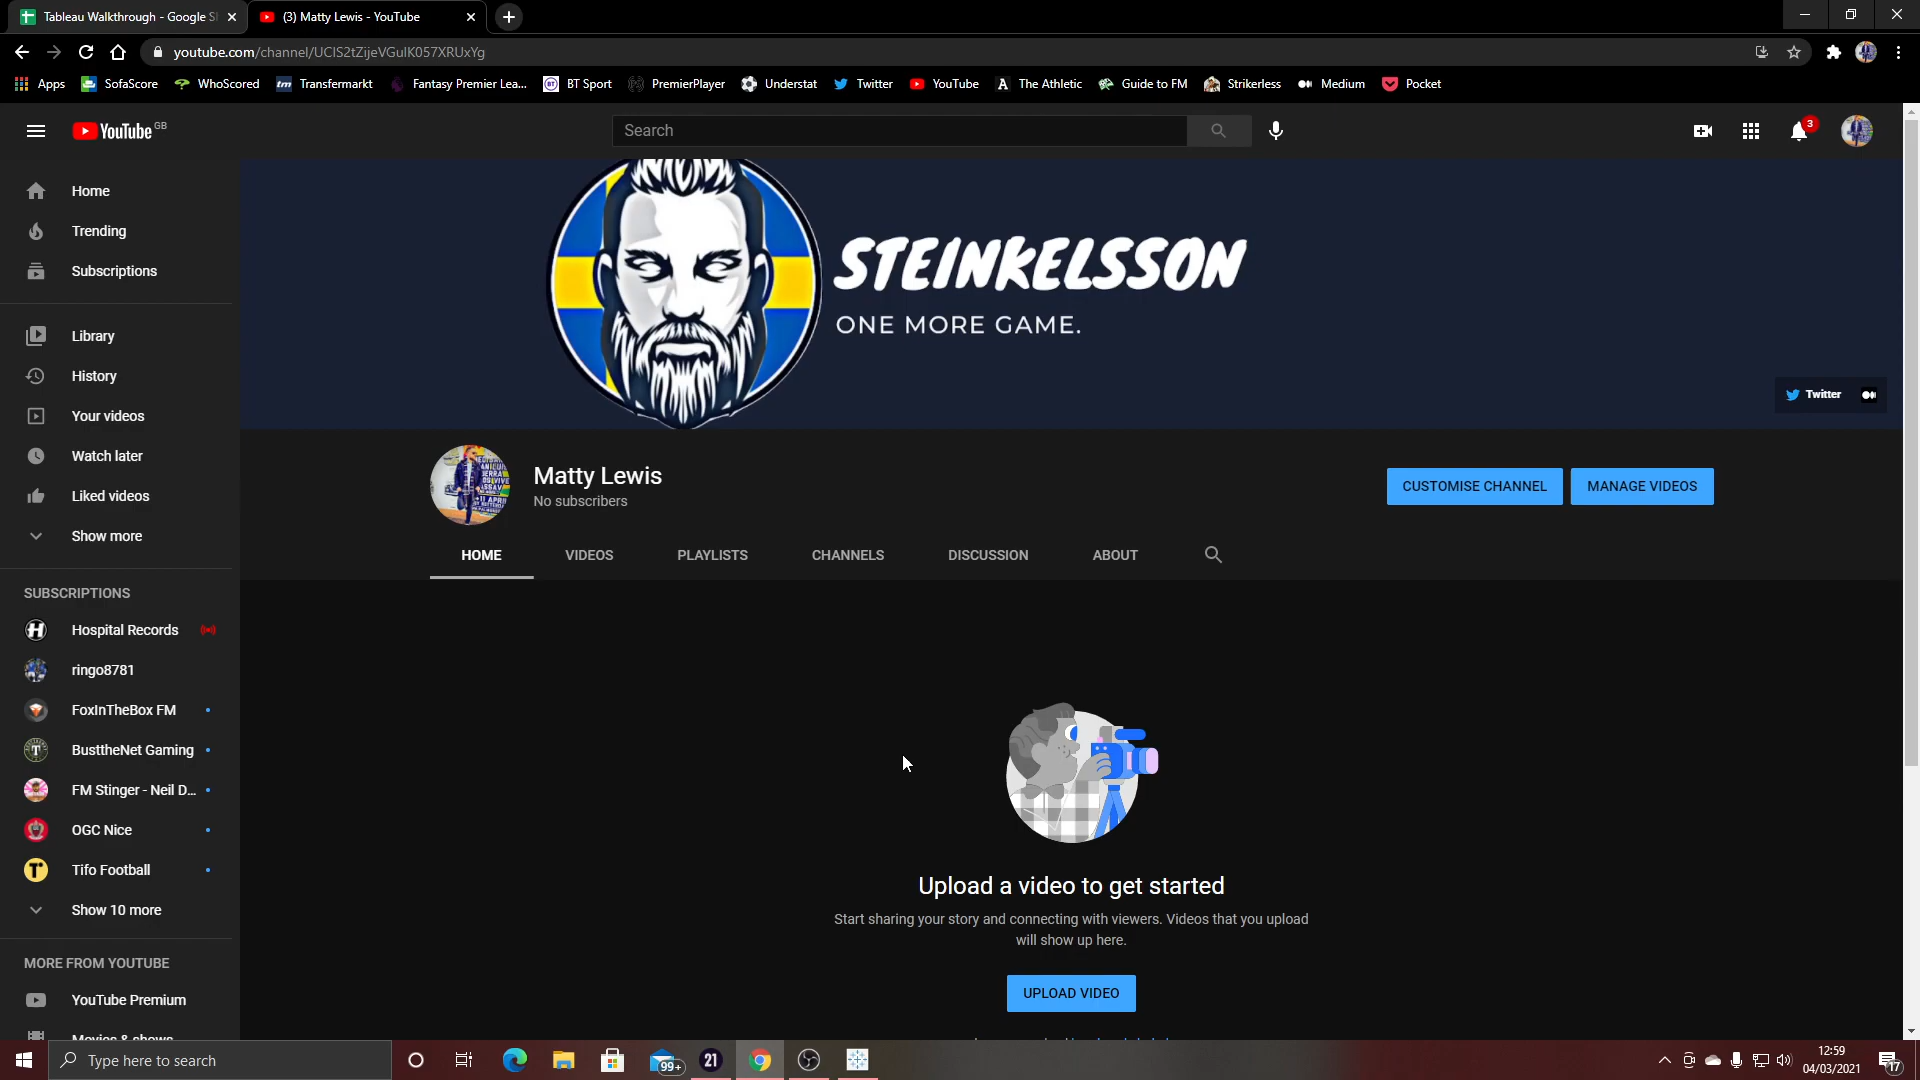 Tableau Walkthrough - Google S
(3) Matty Lewis - YouTube
youtube.com/channel/UCIS2tZijeVGulK057XRUxYg
Apps
SofaScore
WhoScored
tm Transfermarkt
Fantasy Premier Lea...
BT Sport
PremierPlayer
Understat
Twitter
YouTube
A The Athletic
Guide to FM
Strikerless
Medium
Pocket
YouTube GB
Search
3
Home
Trending
Subscriptions
Library
History
Your videos
Watch later
Liked videos
Show more
SUBSCRIPTIONS
Hospital Records
ringo8781
FoxInTheBox FM
BusttheNet Gaming
FM Stinger - Neil D...
OGC Nice
Tifo Football
Show 10 more
MORE FROM YOUTUBE
YouTube Premium
Movies & shows
STEINKELSSON
ONE MORE GAME.
Twitter
Matty Lewis
No subscribers
CUSTOMISE CHANNEL
MANAGE VIDEOS
HOME
VIDEOS
PLAYLISTS
CHANNELS
DISCUSSION
ABOUT
Upload a video to get started
Start sharing your story and connecting with viewers. Videos that you upload
will show up here.
UPLOAD VIDEO
Type here to search
99+
21
12:59
04/03/2021
17